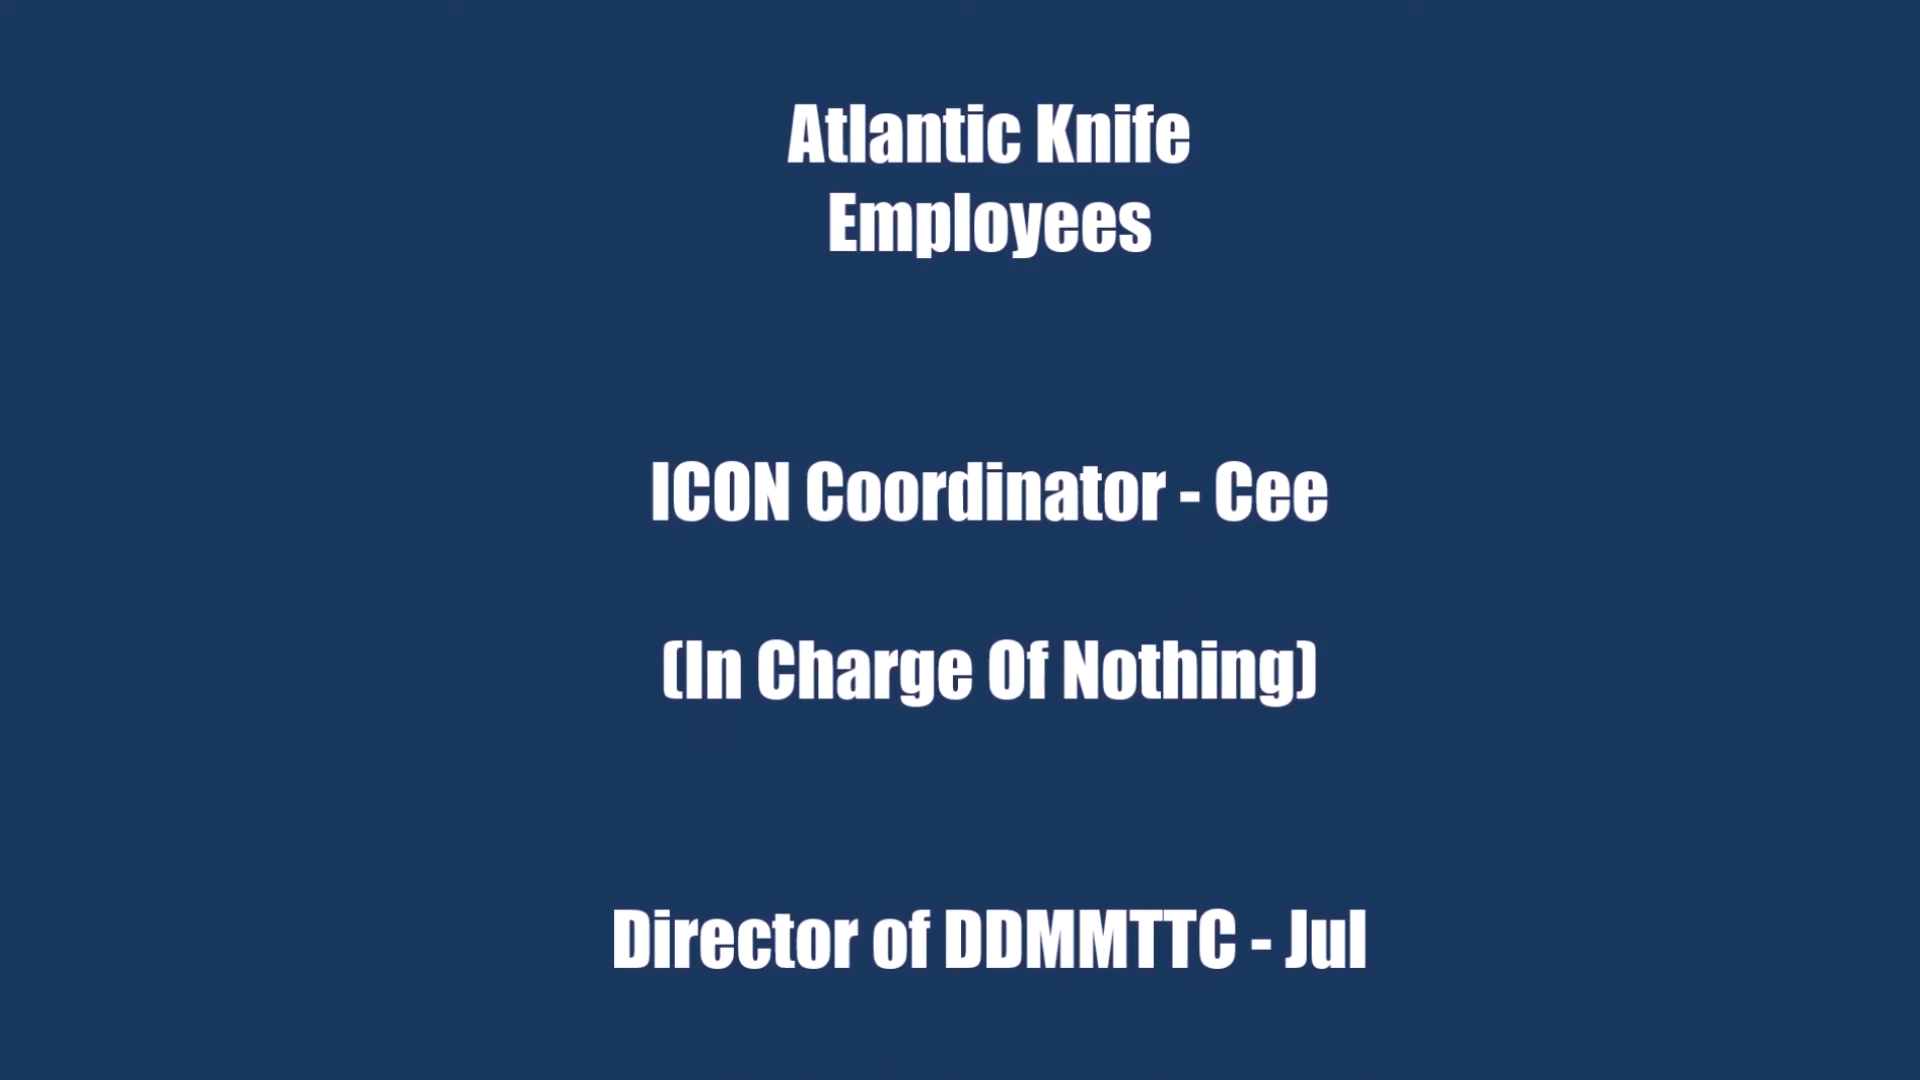 Atlantic Knife
Employees
ICON Coordinator - Cee
(In Charge Of Nothing)
Director of DDMMTTC - Jul